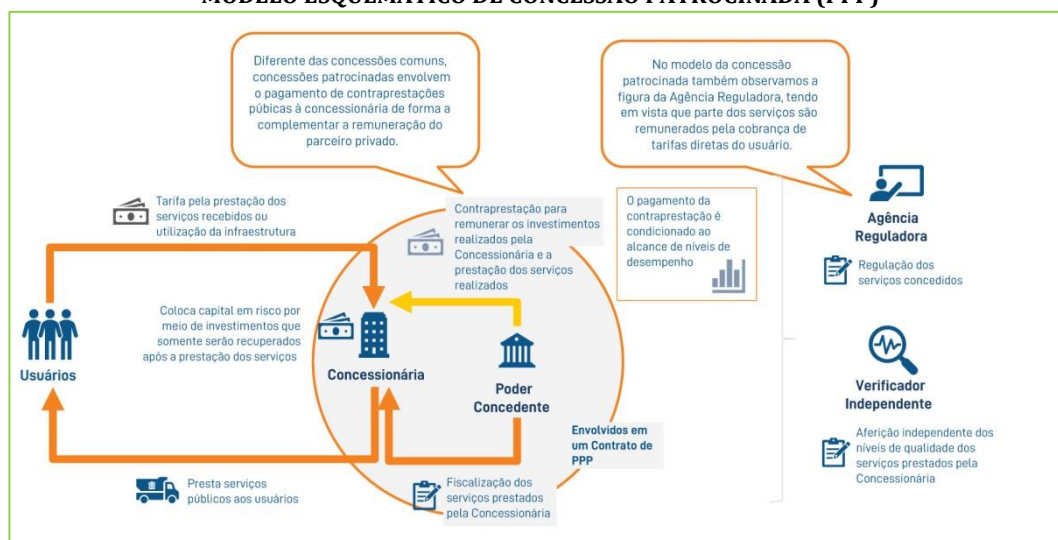 MODELO ESQUEMÁTICO DE CONCESSÃO PATROCINADA (PPP)
Diferente das concessões comuns,
concessões patrocinadas envolvem
o pagamento de contraprestações
púbicas à concessionária de forma a
complementar a remuneração do
parceiro privado.
No modelo da concessão
patrocinada também observamos a
figura da Agência Reguladora, tendo
em vista que parte dos serviços são
remunerados pela cobrança de
tarifas diretas do usuário.
Tarifa pela prestação dos
serviços recebidos ou
utilização da infraestrutura
Contraprestação para
remunerar os investimentos
realizados pela
Concessionária e a
prestação dos serviços
realizados
O pagamento da
contraprestação é
condicionado ao
alcance de níveis de
desempenho
Agência
Reguladora
Regulação dos
serviços concedidos
Coloca capital em risco por
meio de investimentos que
somente serão recuperados
após a prestação dos serviços
Usuários
Concessionária
Poder
Concedente
Verificador
Independente
Envolvidos em
um Contrato de
PPP
Aferição independente dos
níveis de qualidade dos
serviços prestados pela
Concessionária
Presta serviços
públicos aos usuários
Fiscalização dos
serviços prestados
pela Concessionária